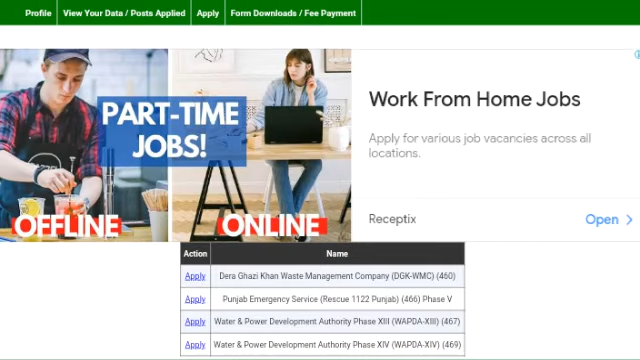 Profile View Your Data / Posts Applied Apply Form Downloads / Fee Payment
PART-TIME
JOBS!
OFFLINE
ONLINE
Work From Home Jobs
Apply for various job vacancies across all
locations.
Receptix Open
Action Name
Apply Dera Ghazi Khan Waste Management Company (DGK-WMC) (460)
Apply Punjab Emergency Service (Rescue 1122 Punjab) (466) Phase V
Apply Water & Power Development Authority Phase XIII (WAPDA-XIII) (467)
Apply Water & Power Development Authority Phase XIV (WAPDA-XIV) (469)